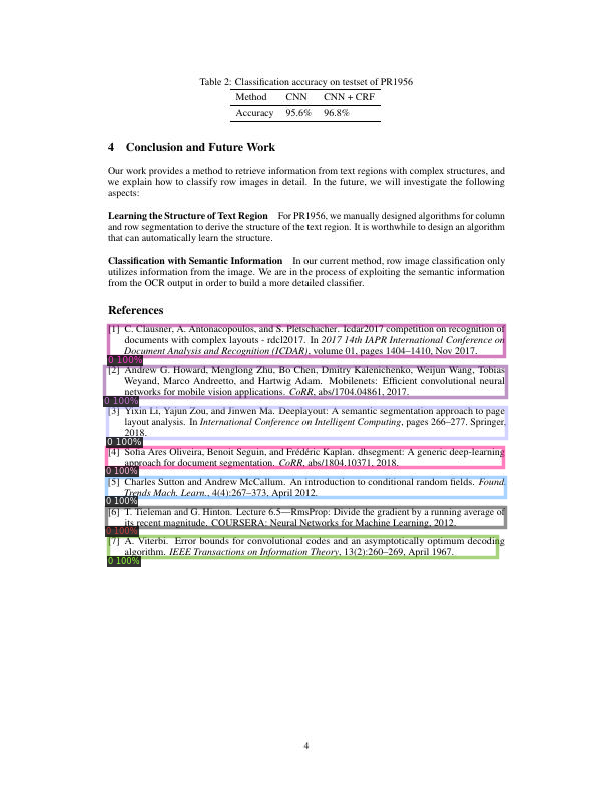 Table 2: Classification accuracy on testset of PR1956
Method CNN CNN + CRF
Accuracy 95.6% 96.8%
4 Conclusion and Future Work
Our work provides a method to retrieve information from text regions with complex structures, and
we explain how to classify row images in detail. In the future, we will investigate the following
aspects:
Learning the Structure of Text Region For PR1956, we manually designed algorithms for column
and row segmentation to derive the structure of the text region. It is worthwhile to design an algorithm
that can automatically learn the structure.
Classification with Semantic Information In our current method, row image classification only
utilizes information from the image. We are in the process of exploiting the semantic information
from the OCR output in order to build a more detailed classifier.
References
[1] C. Clausner, A. Antonacopoulos, and S. Pletschacher. Icdar2017 competition on recognition of
documents with complex layouts - rdcl2017. In 2017 14th IAPR International Conference on
Document Analysis and Recognition (ICDAR), volume 01, pages 1404–1410, Nov 2017.
0 100%
[2] Andrew G. Howard, Menglong Zhu, Bo Chen, Dmitry Kalenichenko, Weijun Wang, Tobias
Weyand, Marco Andreetto, and Hartwig Adam. Mobilenets: Efficient convolutional neural
networks for mobile vision applications. CoRR, abs/1704.04861, 2017.
0 100%
[3] Yixin Li, Yajun Zou, and Jinwen Ma. Deeplayout: A semantic segmentation approach to page
layout analysis. In International Conference on Intelligent Computing, pages 266–277. Springer,
2018.
0 100%
[4] Sofia Ares Oliveira, Benoit Seguin, and Frédéric Kaplan. dhsegment: A generic deep-learning
approach for document segmentation. CoRR, abs/1804.10371, 2018.
0 100%
[5] Charles Sutton and Andrew McCallum. An introduction to conditional random fields. Found.
Trends Mach. Learn., 4(4):267–373, April 2012.
0 100%
[6] T. Tieleman and G. Hinton. Lecture 6.5—RmsProp: Divide the gradient by a running average of
its recent magnitude. COURSERA: Neural Networks for Machine Learning, 2012.
0 100%
[7] A. Viterbi. Error bounds for convolutional codes and an asymptotically optimum decoding
algorithm. IEEE Transactions on Information Theory, 13(2):260–269, April 1967.
0 100%
4